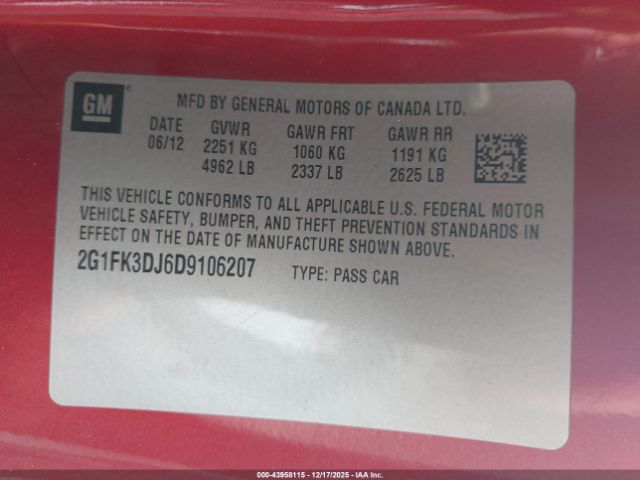 GM
MFD BY GENERAL MOTORS OF CANADA LTD.
DATE GVWR GAWR FRT GAWR RR
06/12 2251 KG 1060 KG 1191 KG
4962 LB 2337 LB 2625 LB
THIS VEHICLE CONFORMS TO ALL APPLICABLE U.S. FEDERAL MOTOR
VEHICLE SAFETY, BUMPER, AND THEFT PREVENTION STANDARDS IN
EFFECT ON THE DATE OF MANUFACTURE SHOWN ABOVE.
2G1FK3DJ6D9106207 TYPE: PASS CAR
000-43958115 - 12/17/2025 - IAA Inc.